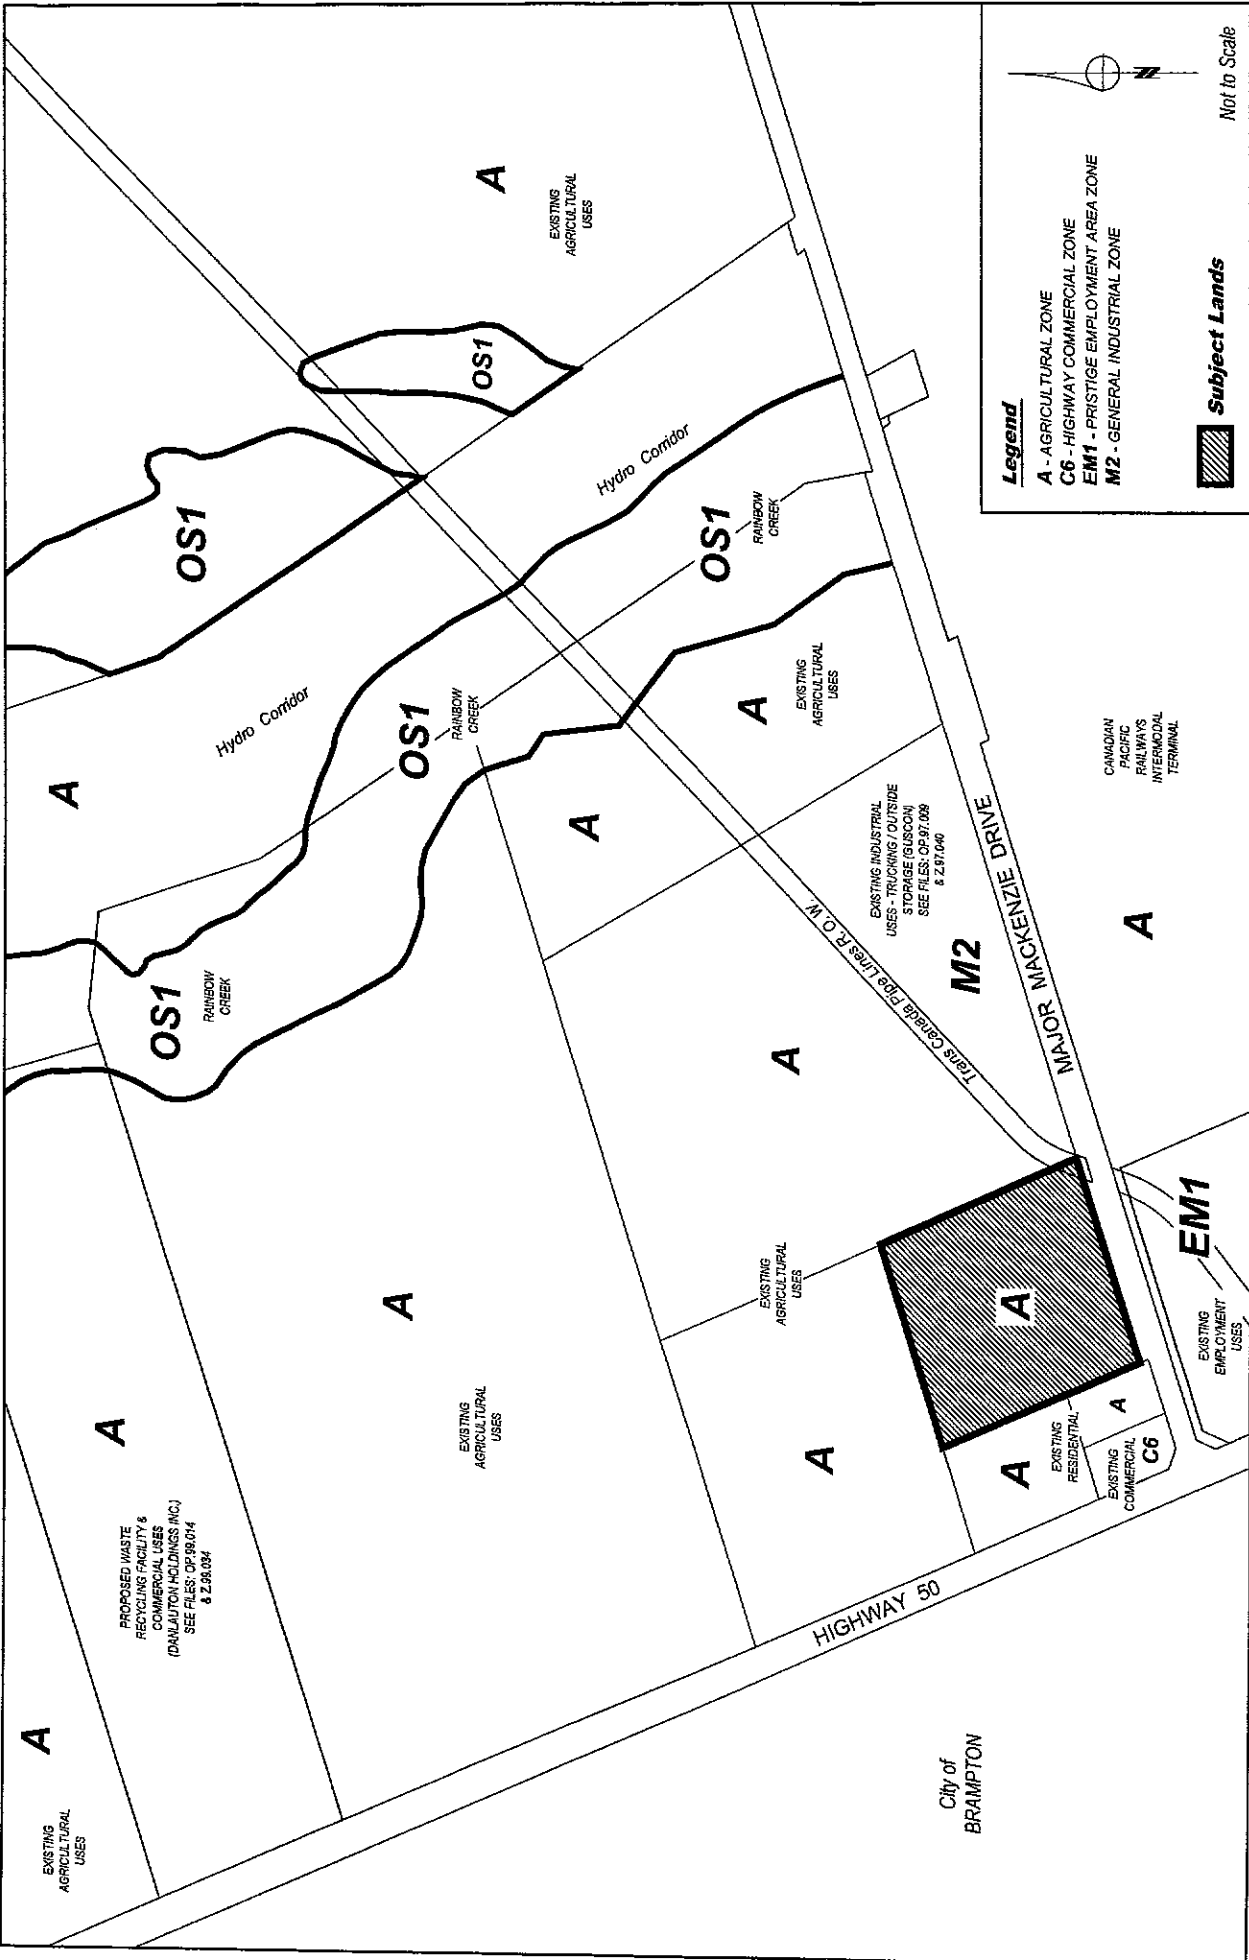 EXISTING
AGRICULTURAL
USES
A
PROPOSED WASTE
RECYCLING FACILITY &
COMMERCIAL USES
(DANLAUTON HOLDINGS INC.)
SEE FILES: OP.99.014
& Z.99.034
A
OS1
RAINBOW
CREEK
A
Hydro Corridor
OS1
OS1
A
EXISTING
AGRICULTURAL
USES
EXISTING
AGRICULTURAL
USES
A
OS1
RAINBOW
CREEK
Hydro Corridor
OS1
RAINBOW
CREEK
A
A
EXISTING
AGRICULTURAL
USES
A
EXISTING
AGRICULTURAL
USES
A
Trans Canada Pipe Lines R. O. W.
EXISTING INDUSTRIAL
USES - TRUCKING / OUTSIDE
STORAGE (GUSCON)
SEE FILES: OP.97.009
& Z.97.040
M2
HIGHWAY 50
A
EXISTING
RESIDENTIAL
A
A
EXISTING
COMMERCIAL
C6
MAJOR MACKENZIE DRIVE
City of
BRAMPTON
EXISTING
EMPLOYMENT
USES
EM1
A
CANADIAN
PACIFIC
RAILWAYS
INTERMODAL
TERMINAL
Legend
A - AGRICULTURAL ZONE
C6 - HIGHWAY COMMERCIAL ZONE
EM1 - PRISTIGE EMPLOYMENT AREA ZONE
M2 - GENERAL INDUSTRIAL ZONE
N
Subject Lands
Not to Scale